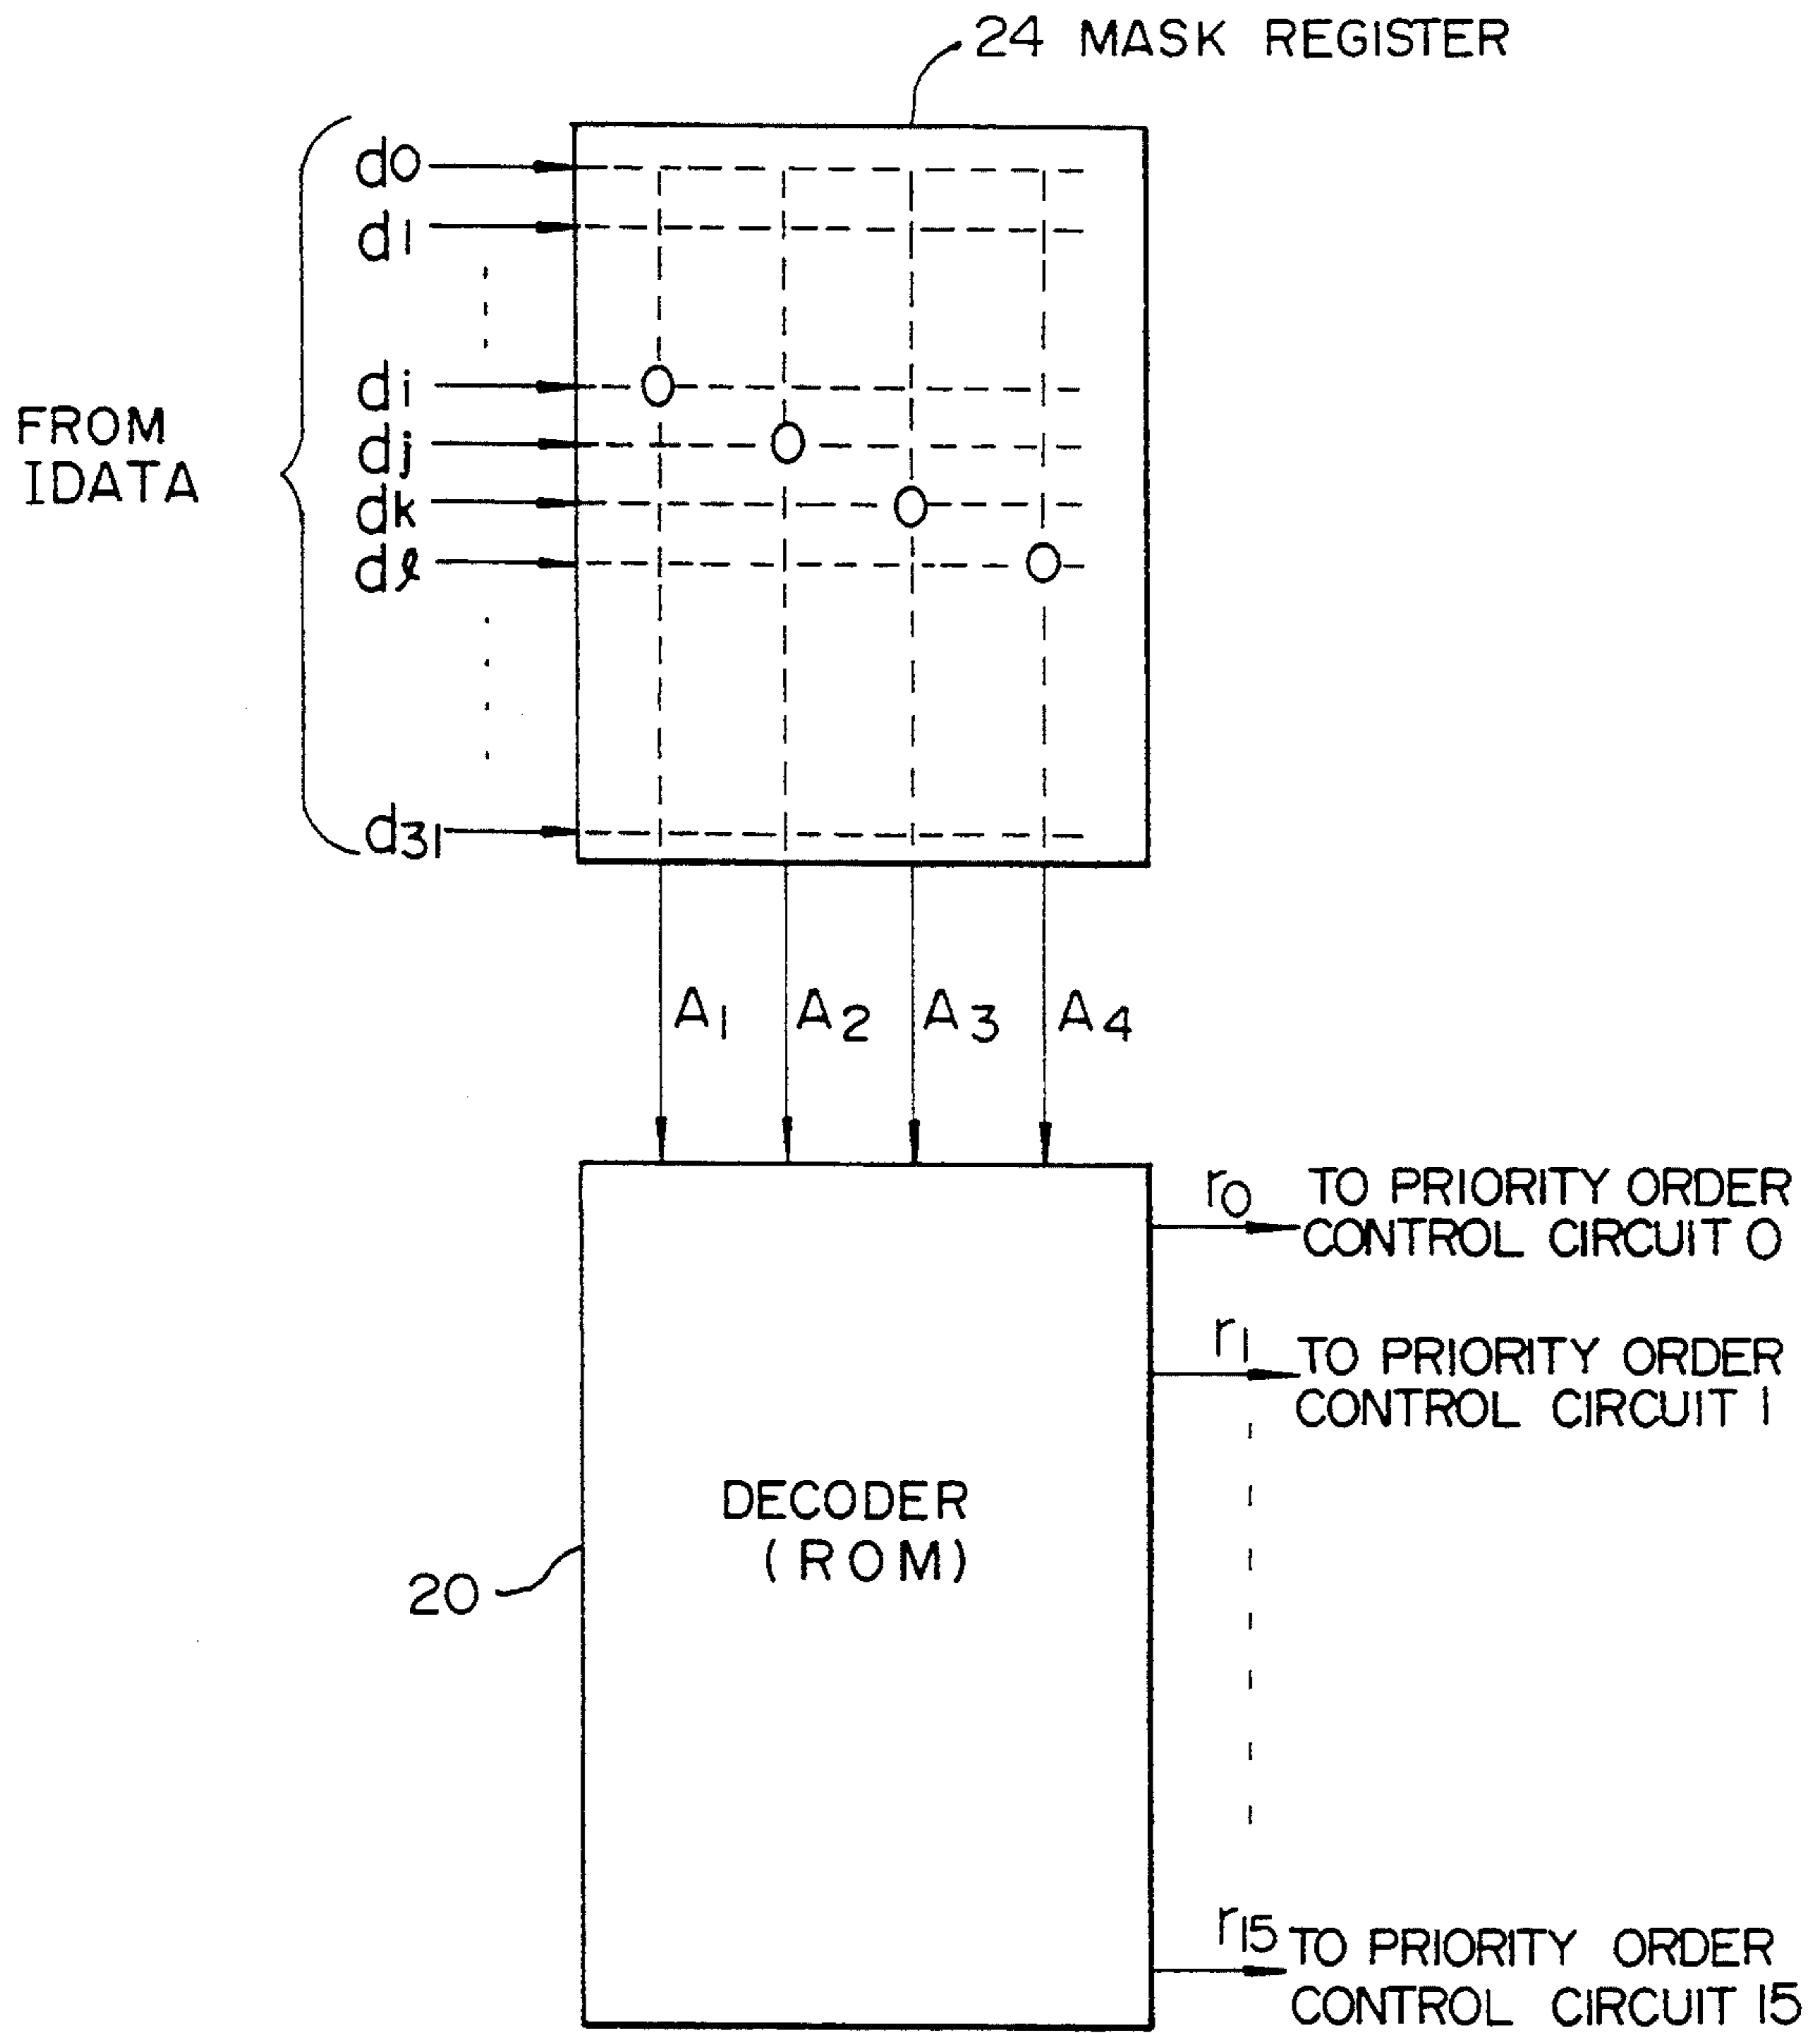 24 MASK REGISTER
d0
d1
di
FROM
IDATA
dj
dk
dℓ
d31
A1
A2
A3
A4
r0
TO PRIORITY ORDER
CONTROL CIRCUIT 0
r1
TO PRIORITY ORDER
CONTROL CIRCUIT 1
DECODER
(ROM)
20
r15
TO PRIORITY ORDER
CONTROL CIRCUIT 15